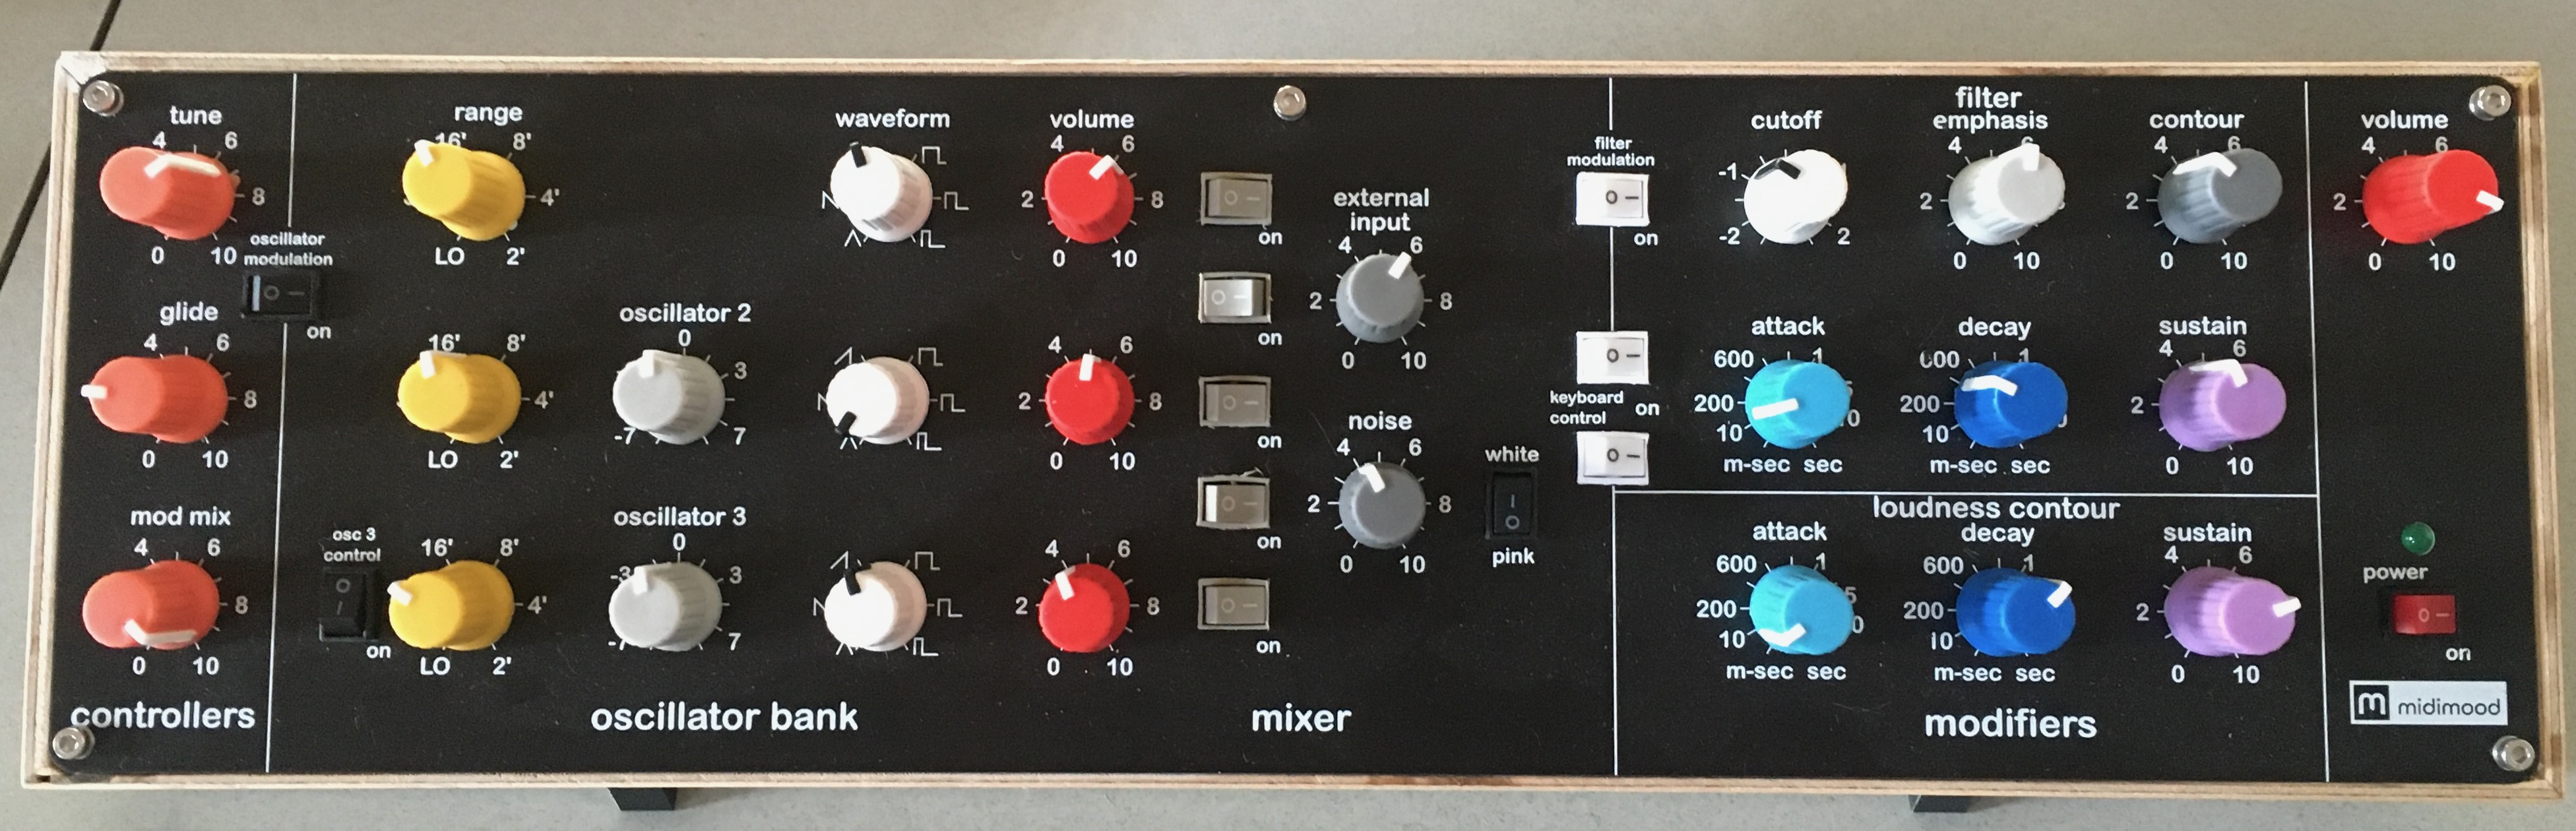 tune
4 6
8
0 10
oscillator
modulation
O –
on
glide
4 6
8
0 10
mod mix
4 6
8
0 10
controllers
range
16' 8'
4'
LO 2'
16' 8'
4'
LO 2'
osc 3
control
O
I
on
16' 8'
4'
LO 2'
oscillator 2
0
3
-7 7
oscillator 3
0
-3 3
-7 7
oscillator bank
waveform
volume
4 6
2 8
0 10
4 6
2 8
0 10
4 6
2 8
0 10
O –
on
O –
on
O –
on
O –
on
O –
on
external
input
4 6
2 8
0 10
noise
4 6
2 8
0 10
white
I
O
pink
mixer
filter
modulation
O –
on
O –
keyboard
control
on
O –
filter
cutoff
-1
-2 2
emphasis
4 6
2
0 10
contour
4 6
2
0 10
attack
600 1
200
10
m-sec sec
decay
600 1
200
10
m-sec sec
sustain
4 6
2
0 10
loudness contour
attack
600 1
200 5
10
m-sec sec
decay
600 1
200
10
m-sec sec
sustain
4 6
2
0 10
modifiers
volume
4 6
2
0 10
power
O –
on
m midimood